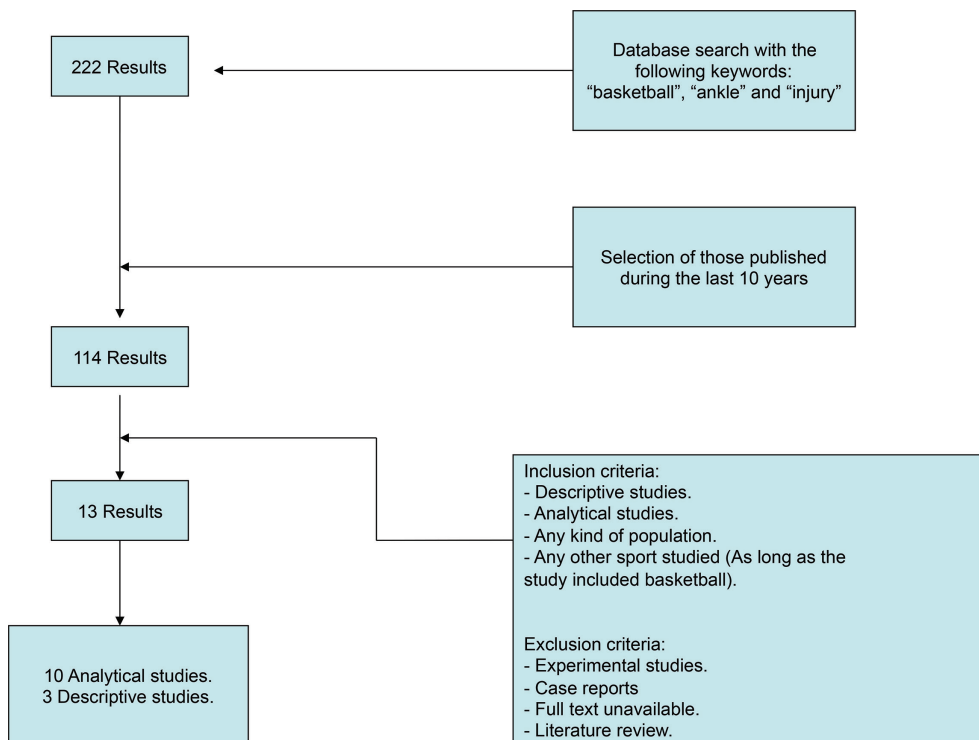 222 Results
Database search with the
following keywords:
“basketball”, “ankle” and “injury”
Selection of those published
during the last 10 years
114 Results
13 Results
Inclusion criteria:
- Descriptive studies.
- Analytical studies.
- Any kind of population.
- Any other sport studied (As long as the
study included basketball).
Exclusion criteria:
- Experimental studies.
- Case reports
- Full text unavailable.
- Literature review.
10 Analytical studies.
3 Descriptive studies.